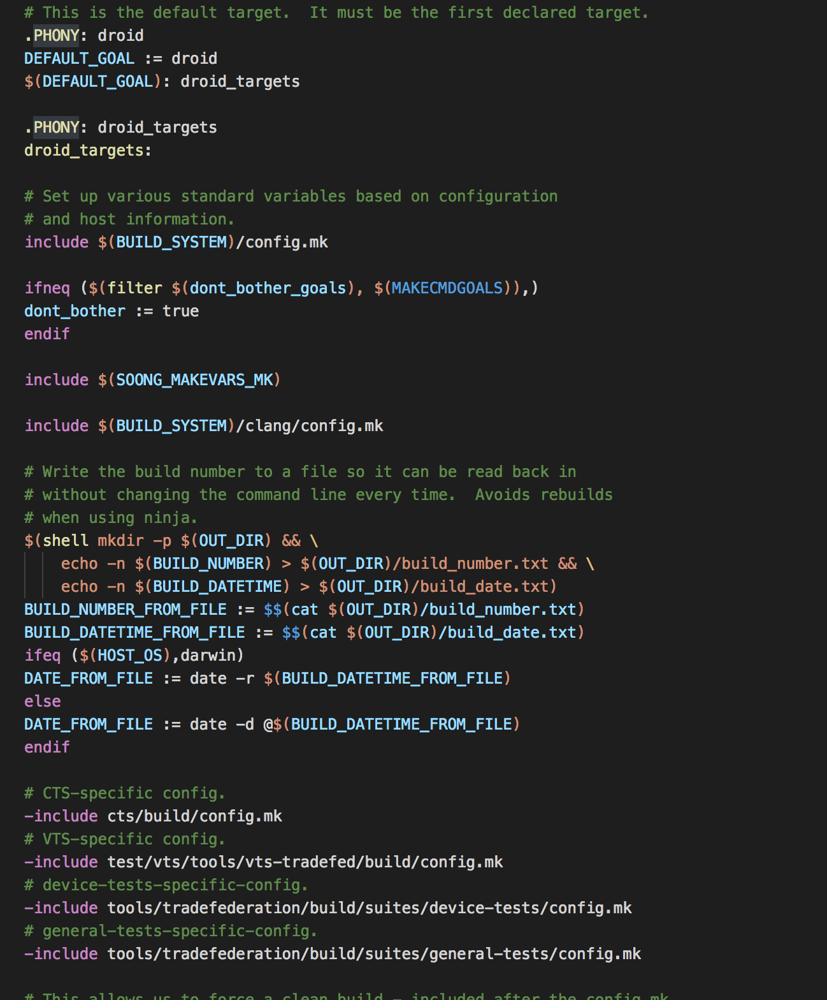 # This is the default target.  It must be the first declared target.
.PHONY: droid
DEFAULT_GOAL := droid
$(DEFAULT_GOAL): droid_targets

.PHONY: droid_targets
droid_targets:

# Set up various standard variables based on configuration
# and host information.
include $(BUILD_SYSTEM)/config.mk

ifneq ($(filter $(dont_bother_goals), $(MAKECMDGOALS)),)
dont_bother := true
endif

include $(SOONG_MAKEVARS_MK)

include $(BUILD_SYSTEM)/clang/config.mk

# Write the build number to a file so it can be read back in
# without changing the command line every time.  Avoids rebuilds
# when using ninja.
$(shell mkdir -p $(OUT_DIR) && \
    echo -n $(BUILD_NUMBER) > $(OUT_DIR)/build_number.txt && \
    echo -n $(BUILD_DATETIME) > $(OUT_DIR)/build_date.txt)
BUILD_NUMBER_FROM_FILE := $$(cat $(OUT_DIR)/build_number.txt)
BUILD_DATETIME_FROM_FILE := $$(cat $(OUT_DIR)/build_date.txt)
ifeq ($(HOST_OS),darwin)
DATE_FROM_FILE := date -r $(BUILD_DATETIME_FROM_FILE)
else
DATE_FROM_FILE := date -d @$(BUILD_DATETIME_FROM_FILE)
endif

# CTS-specific config.
-include cts/build/config.mk
# VTS-specific config.
-include test/vts/tools/vts-tradefed/build/config.mk
# device-tests-specific-config.
-include tools/tradefederation/build/suites/device-tests/config.mk
# general-tests-specific-config.
-include tools/tradefederation/build/suites/general-tests/config.mk

# This allows us to force a clean build - included after the config.mk